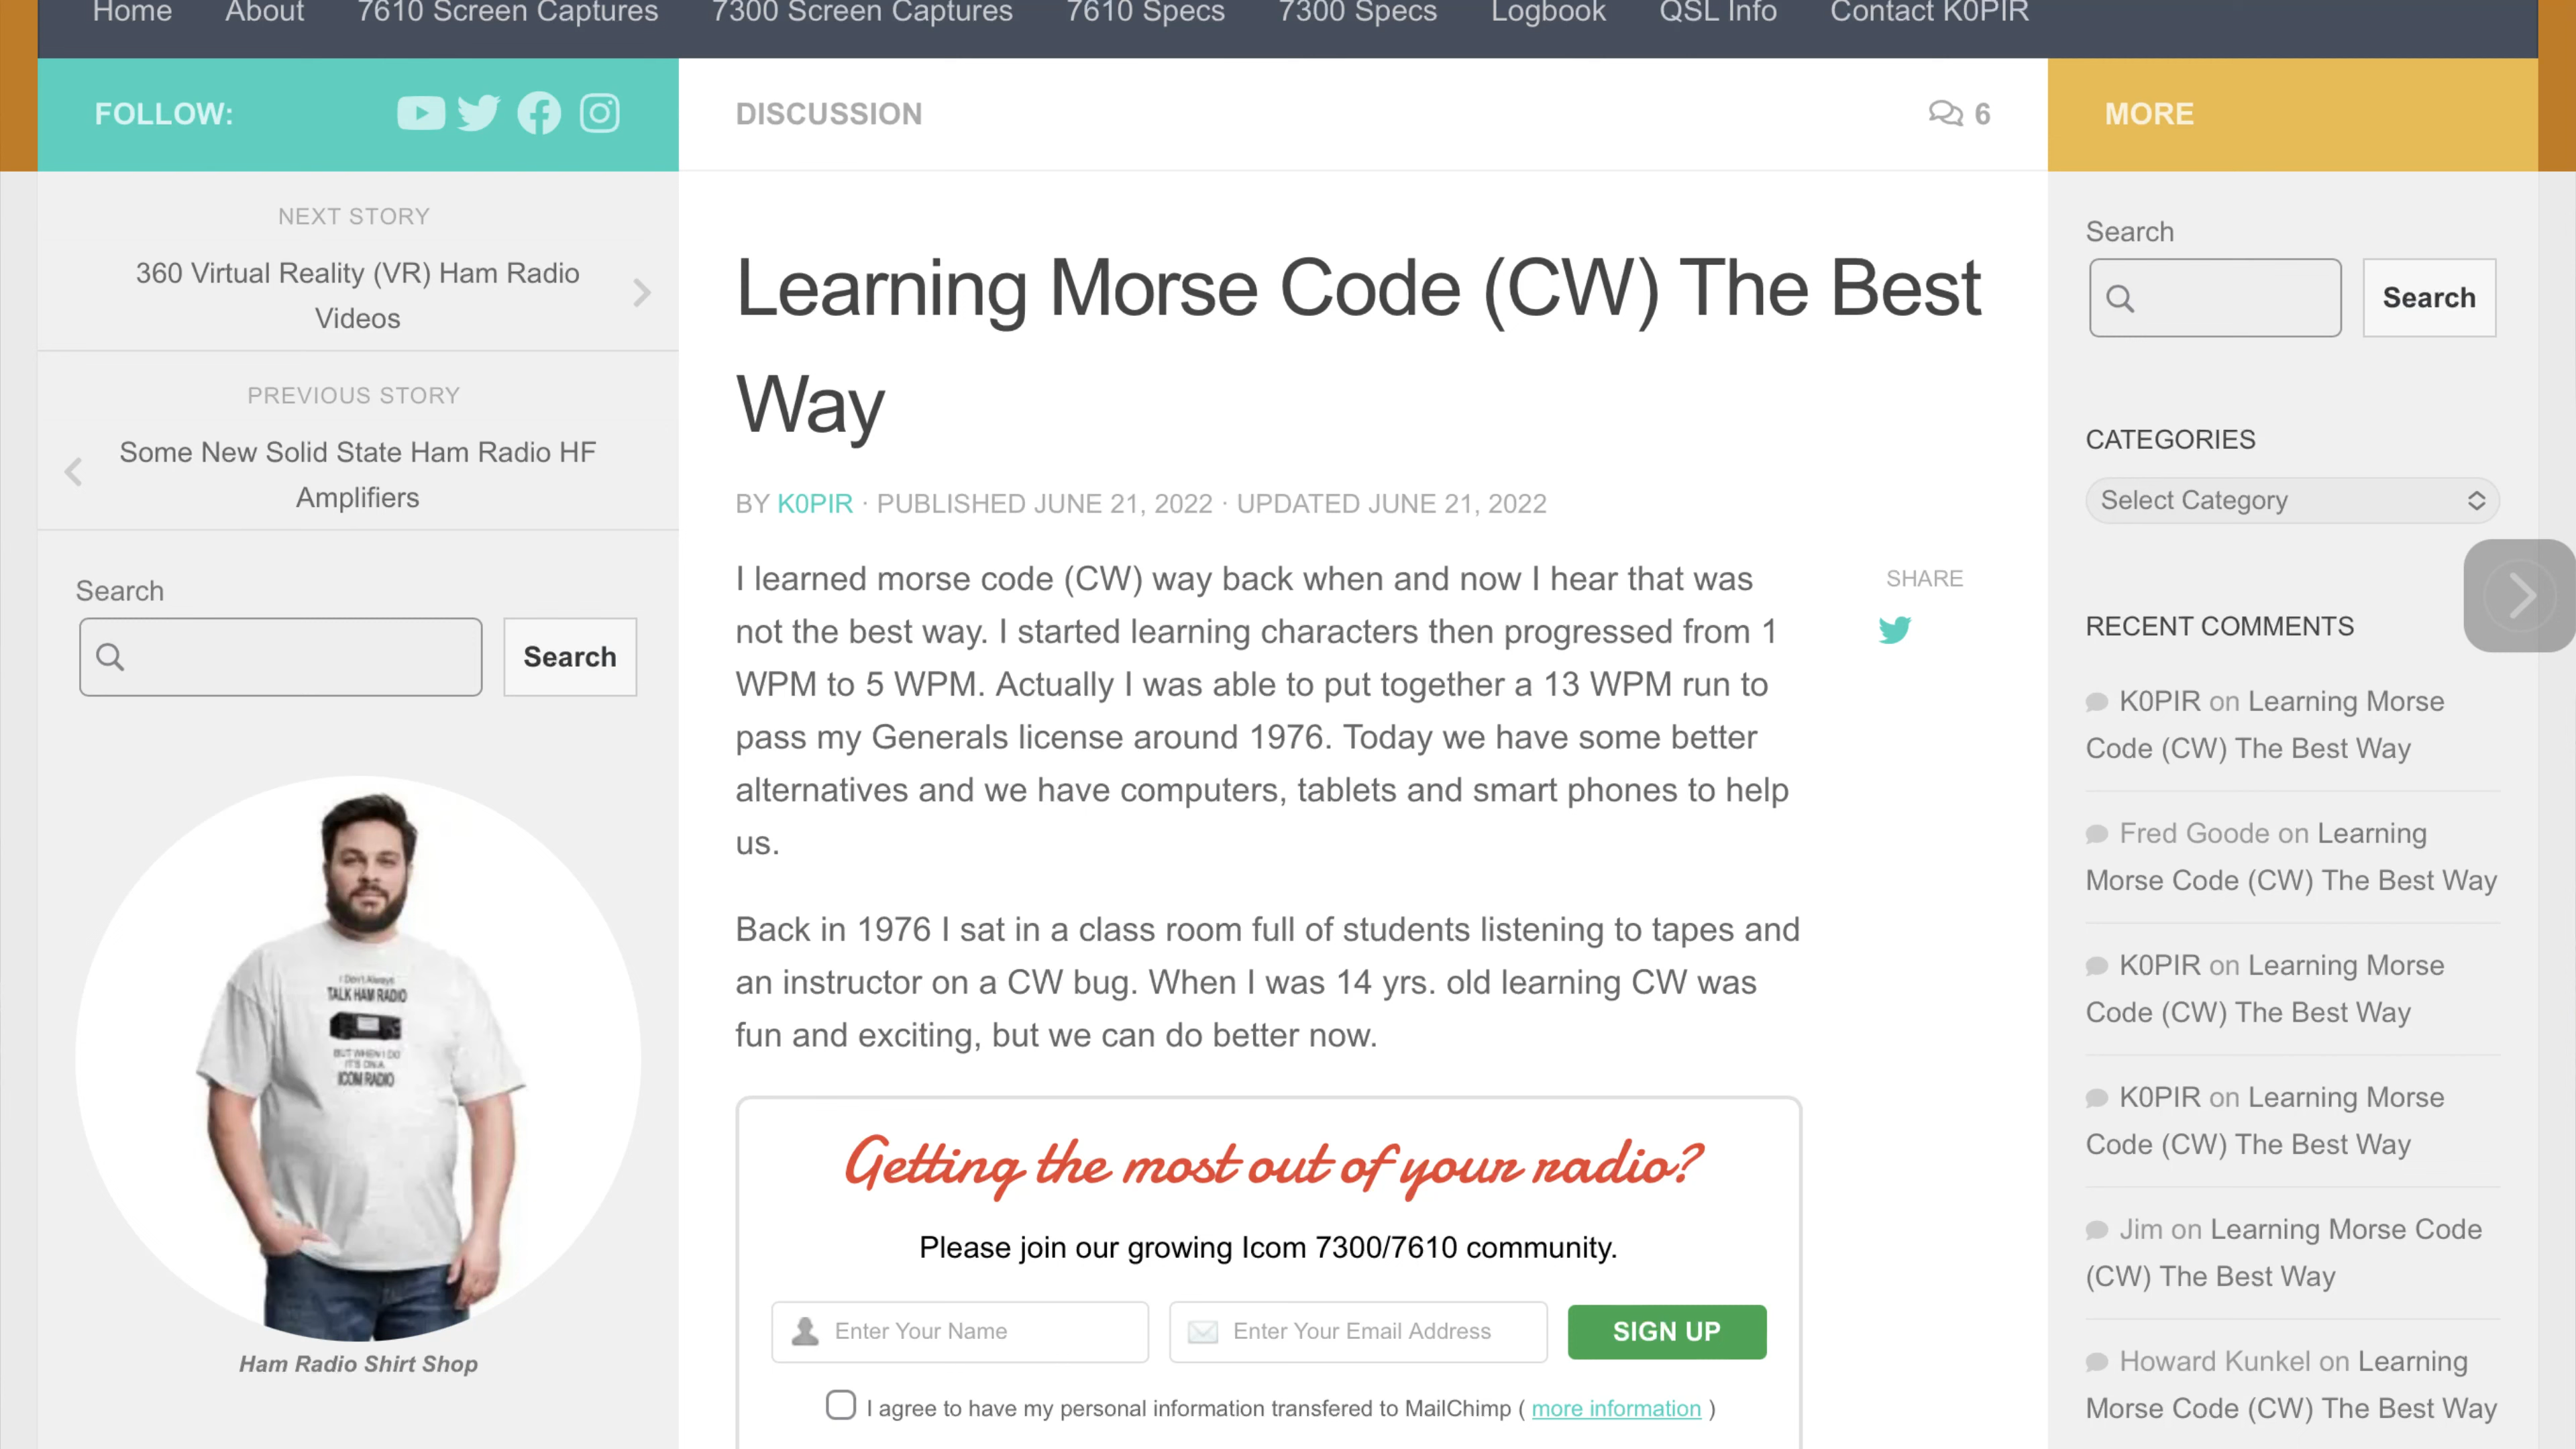 Home About 7610 Screen Captures 7300 Screen Captures 7610 Specs 7300 Specs Logbook QSL Info Contact K0PIR
FOLLOW:
NEXT STORY
360 Virtual Reality (VR) Ham Radio
Videos
PREVIOUS STORY
Some New Solid State Ham Radio HF
Amplifiers
Search
Search
I Don't Always
TALK HAM RADIO
BUT WHEN I DO
IT'S ON A
ICOM RADIO
Ham Radio Shirt Shop
DISCUSSION 6
Learning Morse Code (CW) The Best
Way
BY K0PIR · PUBLISHED JUNE 21, 2022 · UPDATED JUNE 21, 2022
I learned morse code (CW) way back when and now I hear that was
not the best way. I started learning characters then progressed from 1
WPM to 5 WPM. Actually I was able to put together a 13 WPM run to
pass my Generals license around 1976. Today we have some better
alternatives and we have computers, tablets and smart phones to help
us.
Back in 1976 I sat in a class room full of students listening to tapes and
an instructor on a CW bug. When I was 14 yrs. old learning CW was
fun and exciting, but we can do better now.
SHARE
Getting the most out of your radio?
Please join our growing Icom 7300/7610 community.
Enter Your Name Enter Your Email Address SIGN UP
I agree to have my personal information transfered to MailChimp ( more information )
MORE
Search
Search
CATEGORIES
Select Category
RECENT COMMENTS
K0PIR on Learning Morse
Code (CW) The Best Way
Fred Goode on Learning
Morse Code (CW) The Best Way
K0PIR on Learning Morse
Code (CW) The Best Way
K0PIR on Learning Morse
Code (CW) The Best Way
Jim on Learning Morse Code
(CW) The Best Way
Howard Kunkel on Learning
Morse Code (CW) The Best Way